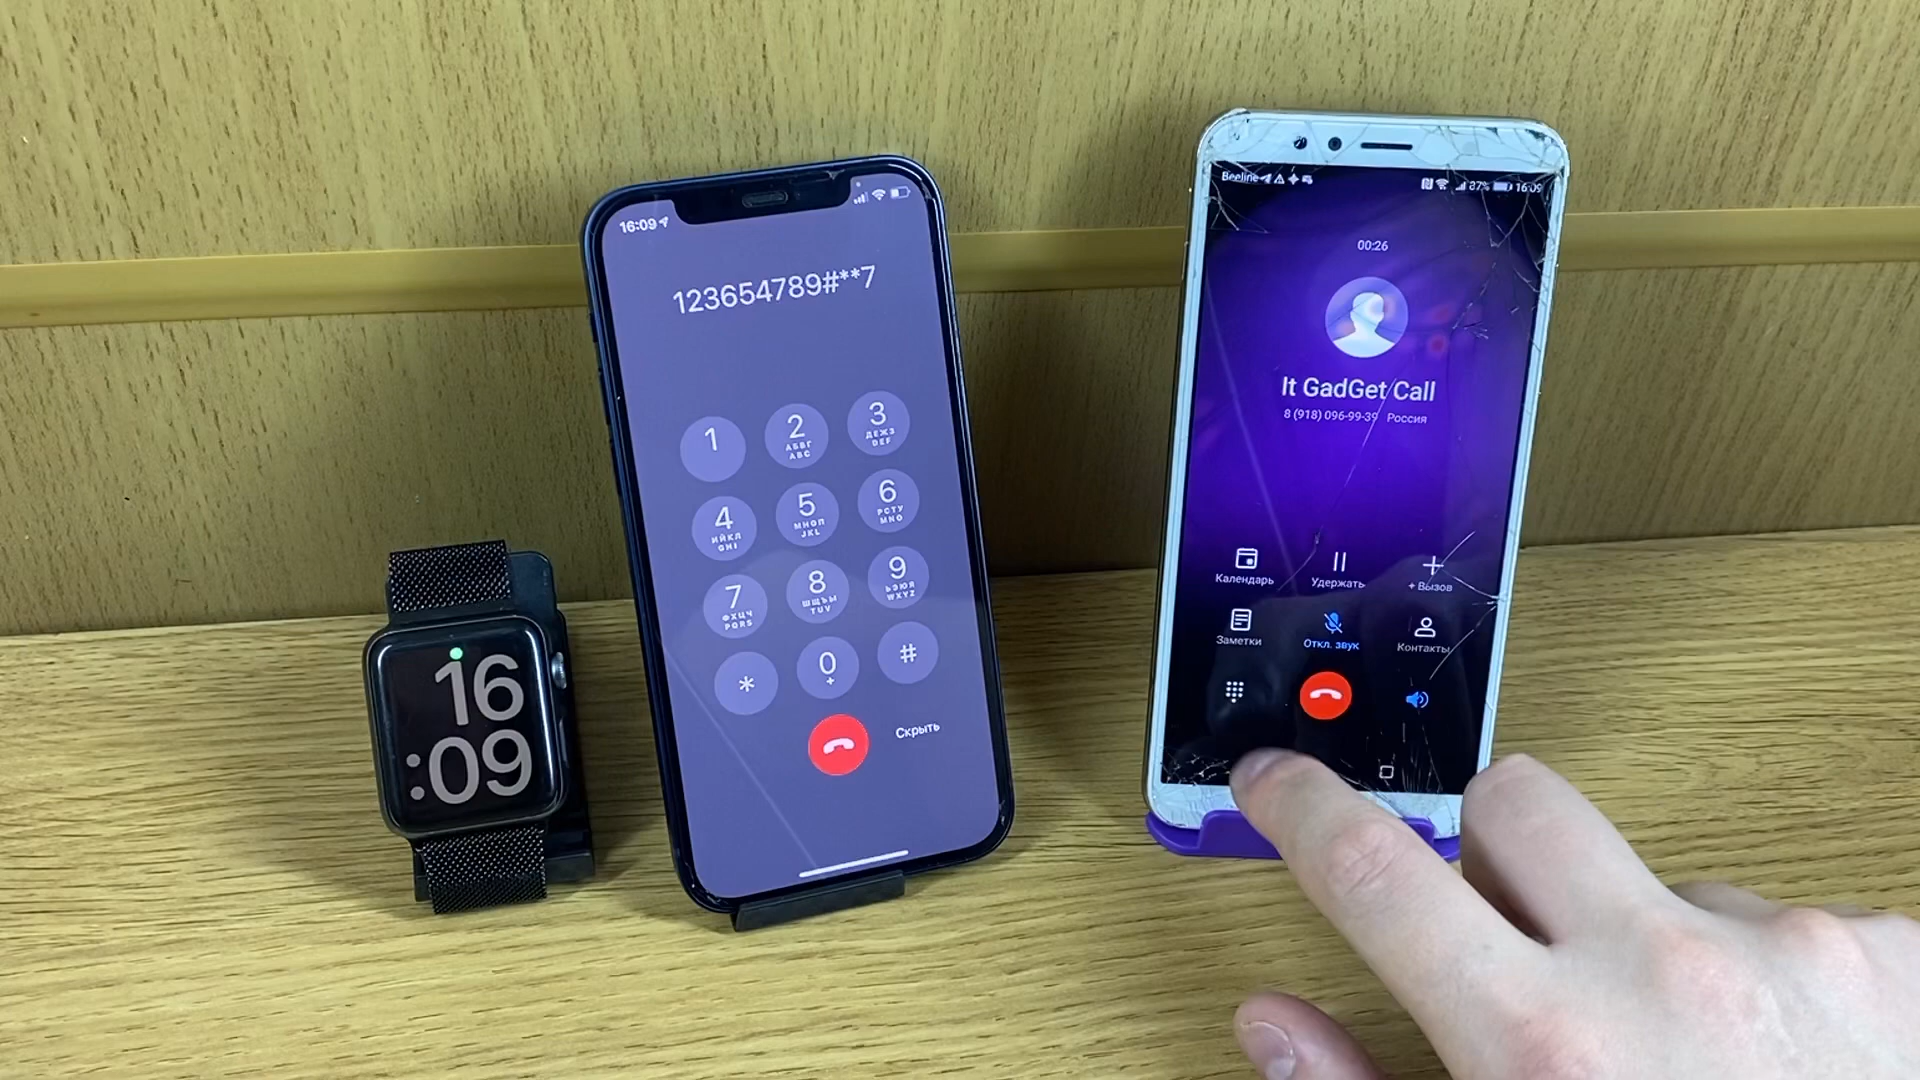 16
:09
16:09
123654789#**7
1
2
АБВГ
ABC
3
ДЕЖЗ
DEF
4
ИЙКЛ
GHI
5
МНОП
JKL
6
РСТУ
MNO
7
ФХЦЧ
PQRS
8
ШЩЪЫ
TUV
9
ЬЭЮЯ
WXYZ
*
0
+
#
Скрыть
Beeline 87% 16:09
00:26
It GadGet Call
8 (918) 096-99-39 Россия
Календарь Удержать + Вызов
Заметки Откл. звук Контакты